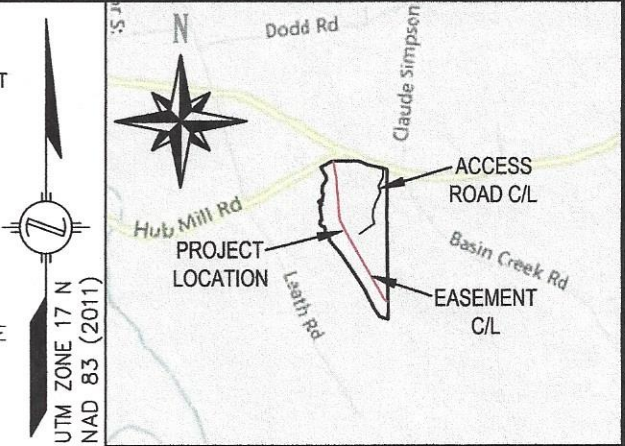 T
E
UTM ZONE 17 N
NAD 83 (2011)
N
N
Dodd Rd
Claude Simpson
Hub Mill Rd
Leath Rd
Basin Creek Rd
ACCESS
ROAD C/L
PROJECT
LOCATION
EASEMENT
C/L